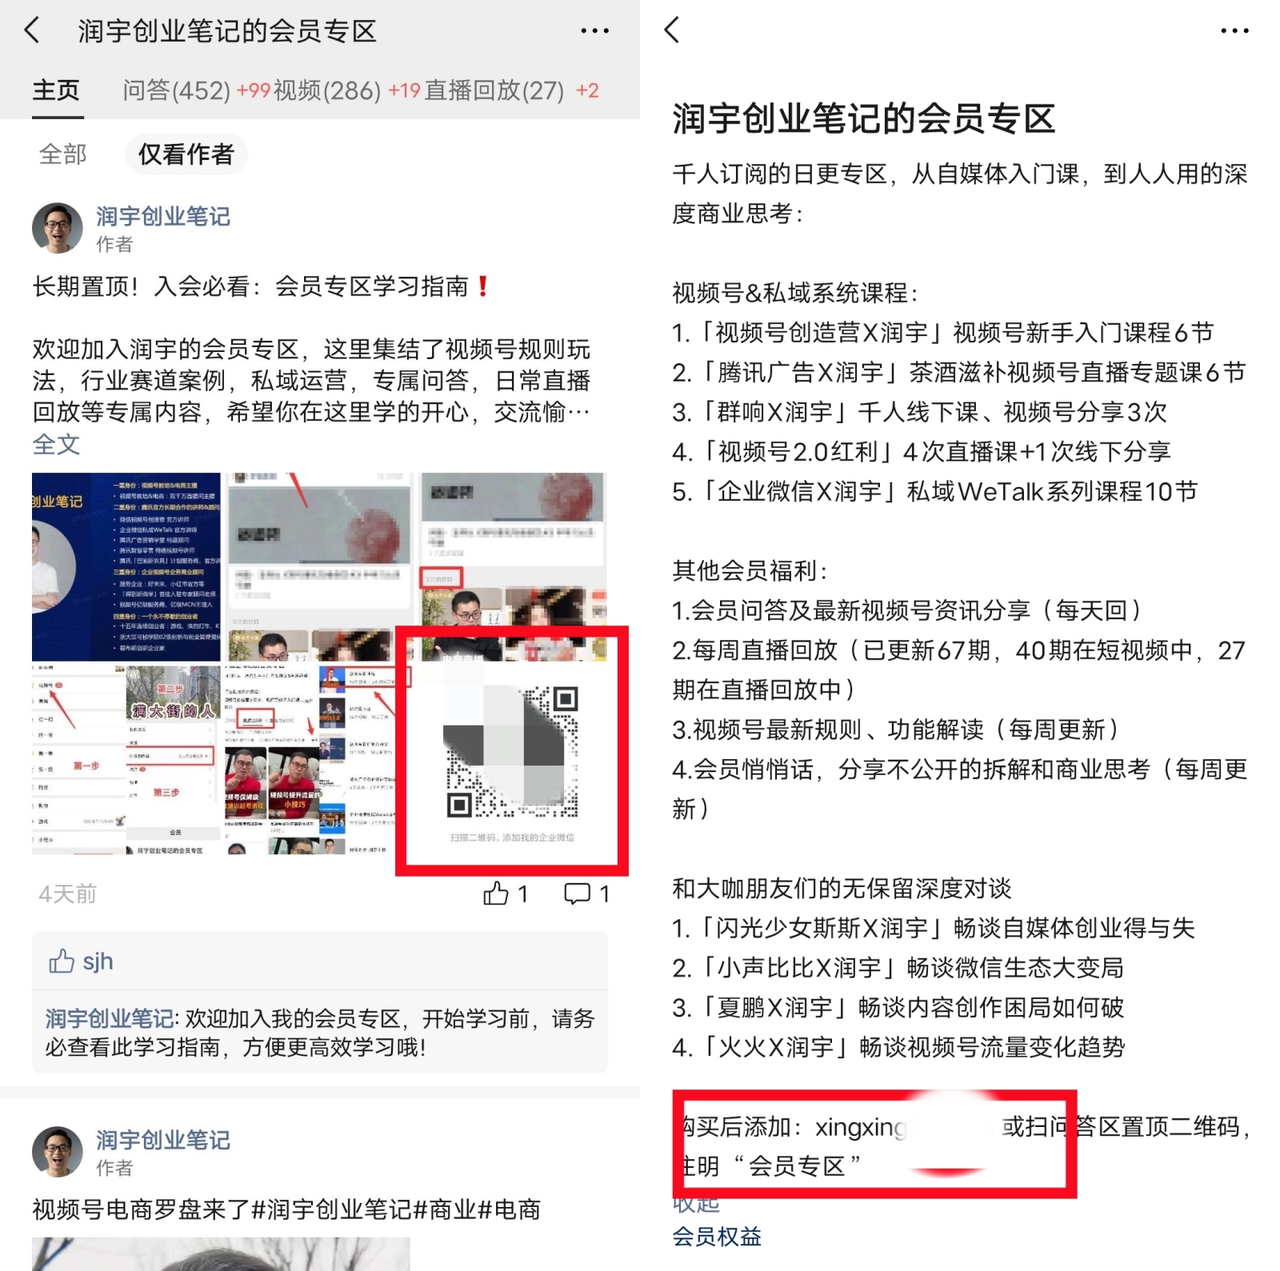 润宇创业笔记的会员专区
主页 问答(452) +99 视频(286) +19 直播回放(27) +2
全部 仅看作者
润宇创业笔记
作者
长期置顶！入会必看：会员专区学习指南❗
欢迎加入润宇的会员专区，这里集结了视频号规则玩
法，行业赛道案例，私域运营，专属问答，日常直播
回放等专属内容，希望你在这里学的开心，交流愉…
全文
创业笔记
第一步
第二步
满大街的人
第三步
会员
润宇创业笔记的会员专区
小技巧
扫描二维码，添加我的企业微信
4天前 1 1
sjh
润宇创业笔记: 欢迎加入我的会员专区，开始学习前，请务
必查看此学习指南，方便更高效学习哦！
润宇创业笔记
作者
视频号电商罗盘来了#润宇创业笔记#商业#电商
润宇创业笔记的会员专区
千人订阅的日更专区，从自媒体入门课，到人人用的深
度商业思考：
视频号&私域系统课程：
1.「视频号创造营X润宇」视频号新手入门课程6节
2.「腾讯广告X润宇」茶酒滋补视频号直播专题课6节
3.「群响X润宇」千人线下课、视频号分享3次
4.「视频号2.0红利」4次直播课+1次线下分享
5.「企业微信X润宇」私域WeTalk系列课程10节
其他会员福利：
1.会员问答及最新视频号资讯分享（每天回）
2.每周直播回放（已更新67期，40期在短视频中，27
期在直播回放中）
3.视频号最新规则、功能解读（每周更新）
4.会员悄悄话，分享不公开的拆解和商业思考（每周更
新）
和大咖朋友们的无保留深度对谈
1.「闪光少女斯斯X润宇」畅谈自媒体创业得与失
2.「小声比比X润宇」畅谈微信生态大变局
3.「夏鹏X润宇」畅谈内容创作困局如何破
4.「火火X润宇」畅谈视频号流量变化趋势
购买后添加：xingxing 或扫问答区置顶二维码，
注明“会员专区”
收起
会员权益